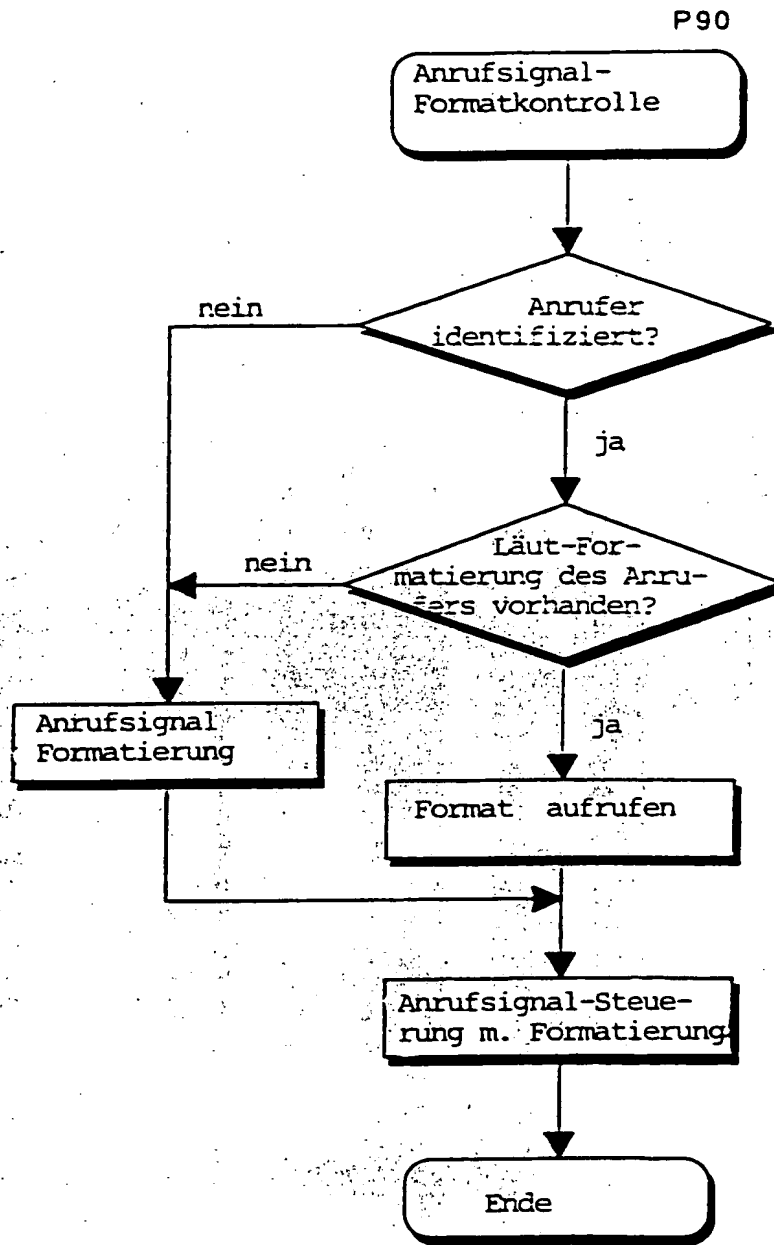 P90
Anrufsignal-
Formatkontrolle
Anrufer
identifiziert?
nein
ja
Läut-For-
matierung des Anru-
fers vorhanden?
nein
ja
Anrufsignal
Formatierung
Format aufrufen
Anrufsignal-Steue-
rung m. Formatierung
Ende